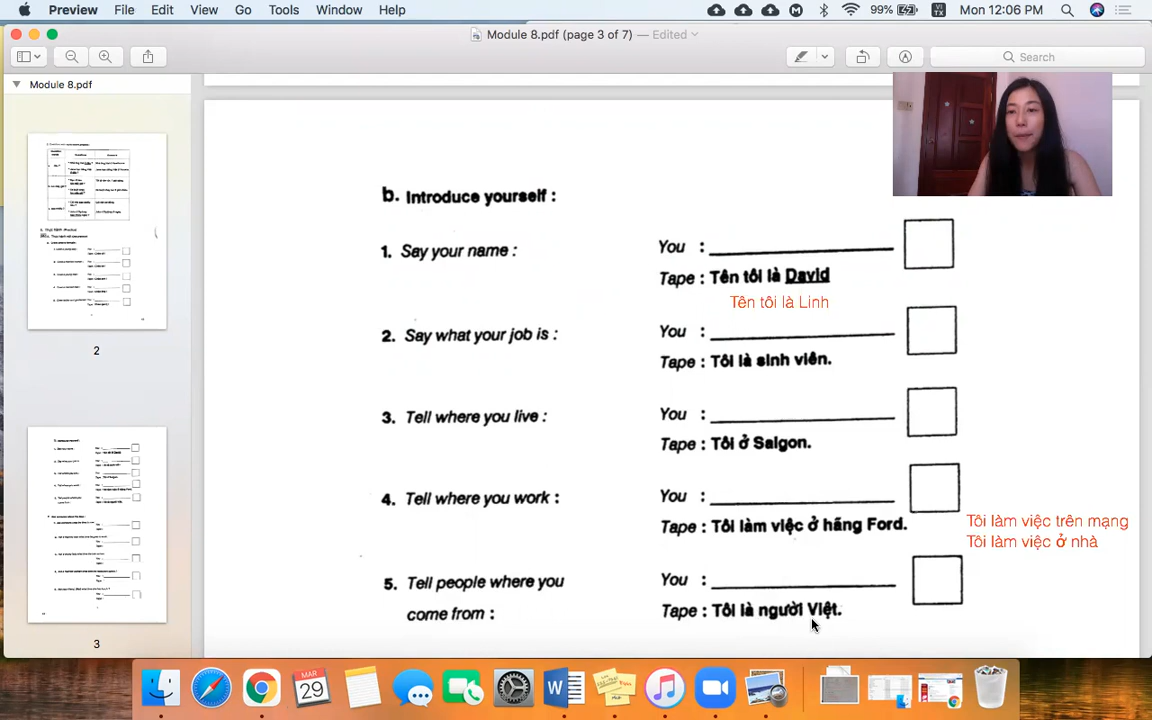 Preview File Edit View Go Tools Window Help
99% VI TX Mon 12:06 PM
Module 8.pdf (page 3 of 7) — Edited
Search
Module 8.pdf
2
3
b. Introduce yourself :
1. Say your name :
You : 
Tape : Tên tôi là David
Tên tôi là Linh
2. Say what your job is :
You :
Tape : Tôi là sinh viên.
3. Tell where you live :
You :
Tape : Tôi ở Saigon.
4. Tell where you work :
You :
Tape : Tôi làm việc ở hãng Ford.
Tôi làm việc trên mạng
Tôi làm việc ở nhà
5. Tell people where you
come from :
You :
Tape : Tôi là người Việt.
MAR
29